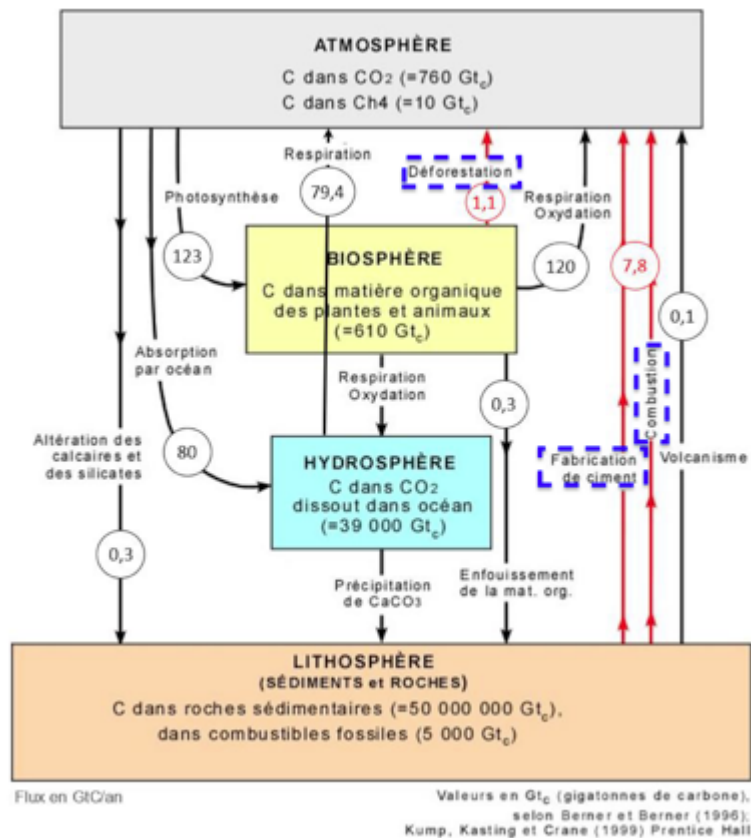 ATMOSPHÈRE
C dans CO2 (=760 Gtc)
C dans Ch4 (=10 Gtc)
Respiration
Déforestation
Photosynthèse
79,4
1,1
Respiration
Oxydation
123
BIOSPHÈRE
120
7,8
C dans matière organique
des plantes et animaux
(=610 Gtc)
0,1
Absorption
par océan
Respiration
Oxydation
0,3
Combustion
Altération des
calcaires et
des silicates
80
HYDROSPHÈRE
C dans CO2
dissout dans océan
(=39 000 Gtc)
Fabrication
de ciment
Volcanisme
0,3
Précipitation
de CaCO3
Enfouissement
de la mat. org.
LITHOSPHÈRE
(SÉDIMENTS et ROCHES)
C dans roches sédimentaires (=50 000 000 Gtc),
dans combustibles fossiles (5 000 Gtc)
Flux en GtC/an
Valeurs en Gtc (gigatonnes de carbone),
selon Berner et Berner (1996);
Kump, Kasting et Crane (1999) Prentice Hall